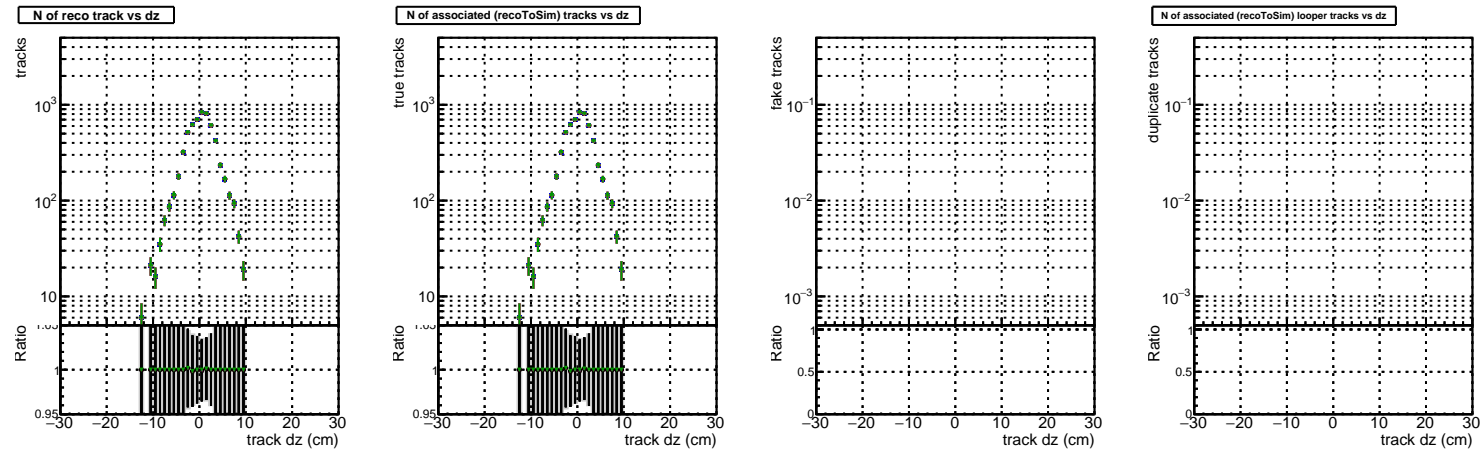 N of reco track vs dz
tracks
10³
10²
10
Ratio
1
0.95
−30 −20 −10 0 10 20 30
track dz (cm)
N of associated (recoToSim) tracks vs dz
true tracks
10³
10²
10
Ratio
1
0.95
−30 −20 −10 0 10 20 30
track dz (cm)
fake tracks
10⁻¹
10⁻²
10⁻³
Ratio
1
0.5
0
−30 −20 −10 0 10 20 30
track dz (cm)
N of associated (recoToSim) looper tracks vs dz
duplicate tracks
10⁻¹
10⁻²
10⁻³
Ratio
1
0.5
0
−30 −20 −10 0 10 20 30
track dz (cm)